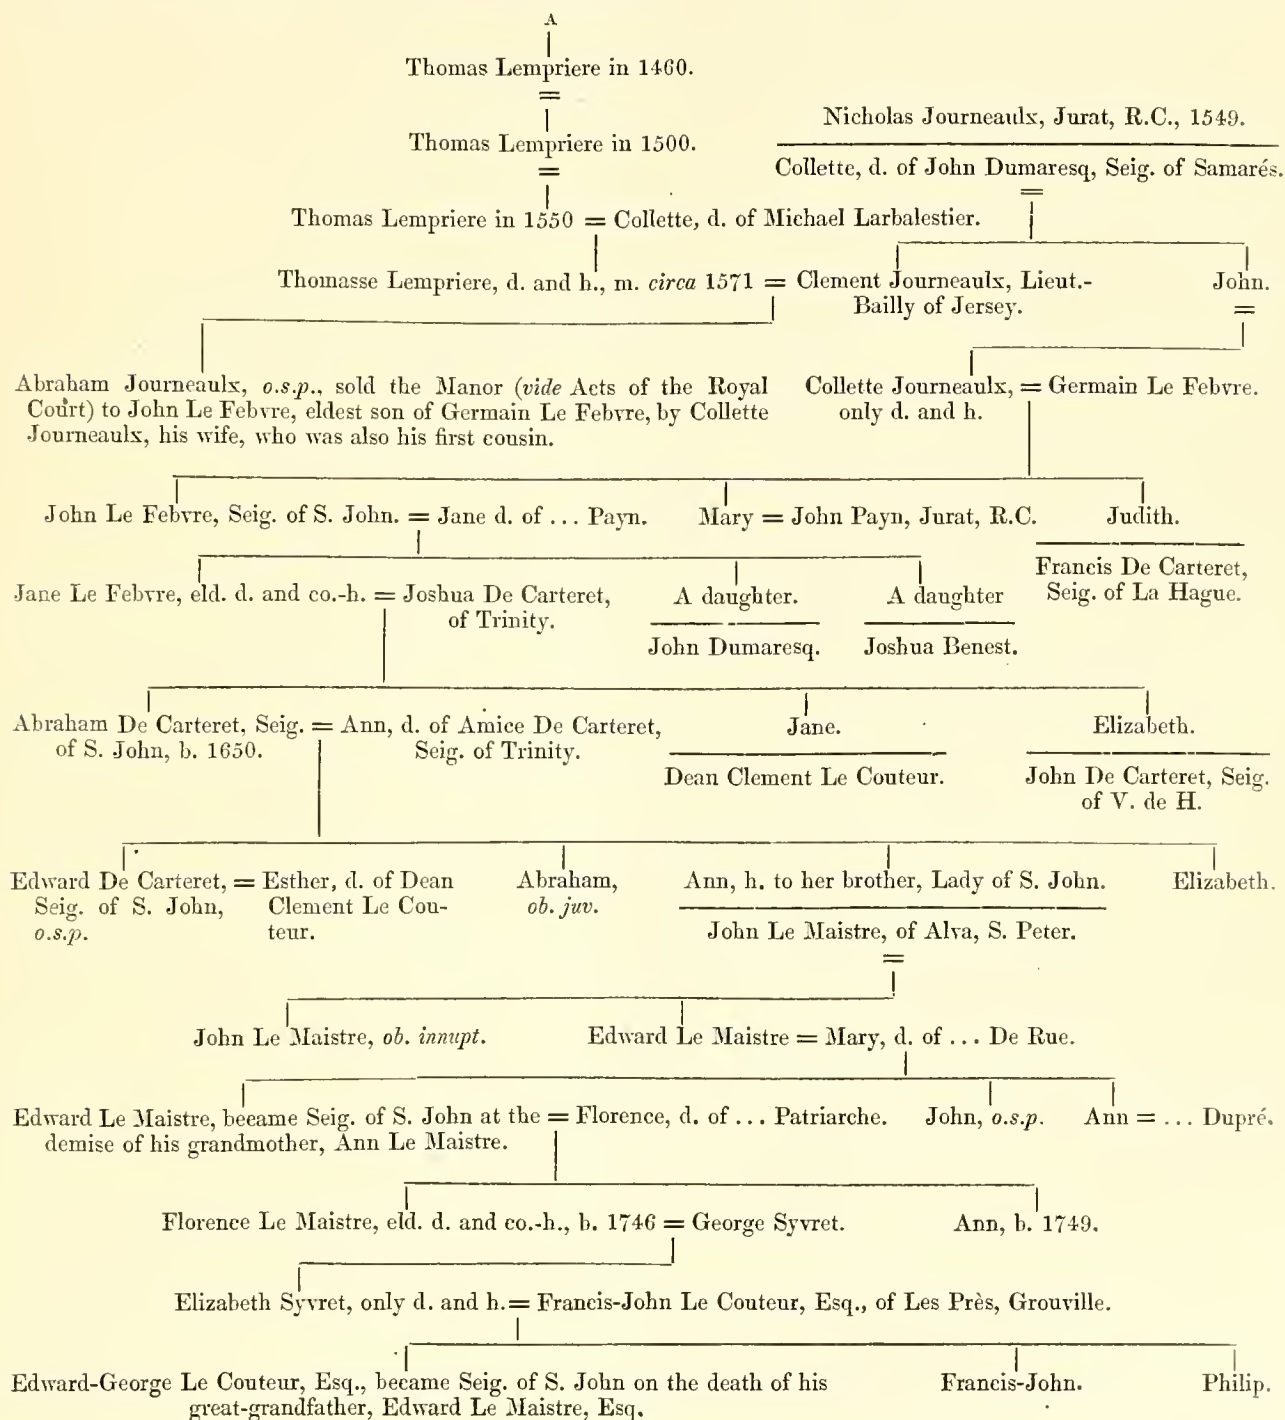 A
Thomas Lempriere in 1460.
=
Thomas Lempriere in 1500.
Nicholas Journeaulx, Jurat, R.C., 1549.
=
Collette, d. of John Dumaresq, Seig. of Samarés.
=
Thomas Lempriere in 1550 = Collette, d. of Michael Larbalestier.
Thomasse Lempriere, d. and h., m. circa 1571 = Clement Journeaulx, Lieut.-
Bailly of Jersey.
John.
=
Abraham Journeaulx, o.s.p., sold the Manor (vide Acts of the Royal
Court) to John Le Febvre, eldest son of Germain Le Febvre, by Collette
Journeaulx, his wife, who was also his first cousin.
Collette Journeaulx, = Germain Le Febvre.
only d. and h.
John Le Febvre, Seig. of S. John. = Jane d. of ... Payn.
Mary = John Payn, Jurat, R.C.
Judith.
Francis De Carteret,
Seig. of La Hague.
Jane Le Febvre, eld. d. and co.-h. = Joshua De Carteret,
of Trinity.
A daughter.
John Dumaresq.
A daughter
Joshua Benest.
Abraham De Carteret, Seig. = Ann, d. of Amice De Carteret,
of S. John, b. 1650. Seig. of Trinity.
Jane.
Dean Clement Le Couteur.
Elizabeth.
John De Carteret, Seig.
of V. de H.
Edward De Carteret, = Esther, d. of Dean
Seig. of S. John, Clement Le Cou-
o.s.p. teur.
Abraham,
ob. juv.
Ann, h. to her brother, Lady of S. John.
John Le Maistre, of Alva, S. Peter.
=
Elizabeth.
John Le Maistre, ob. innupt.
Edward Le Maistre = Mary, d. of ... De Rue.
Edward Le Maistre, became Seig. of S. John at the = Florence, d. of ... Patriarche.
demise of his grandmother, Ann Le Maistre.
John, o.s.p.
Ann = ... Dupré.
Florence Le Maistre, eld. d. and co.-h., b. 1746 = George Syvret.
Ann, b. 1749.
Elizabeth Syvret, only d. and h. = Francis-John Le Couteur, Esq., of Les Près, Grouville.
Edward-George Le Couteur, Esq., became Seig. of S. John on the death of his
great-grandfather, Edward Le Maistre, Esq.
Francis-John.
Philip.